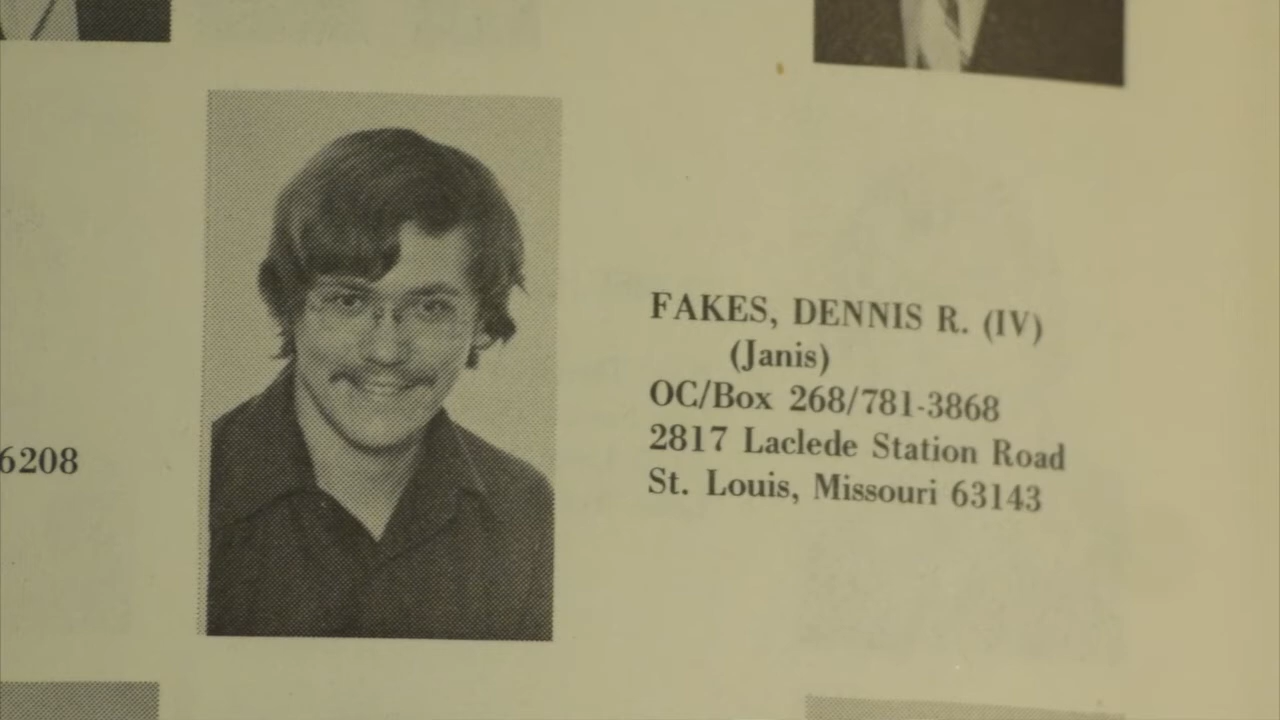 FAKES, DENNIS R. (IV)
(Janis)
OC/Box 268/781-3868
2817 Laclede Station Road
6208
St. Louis, Missouri 63143